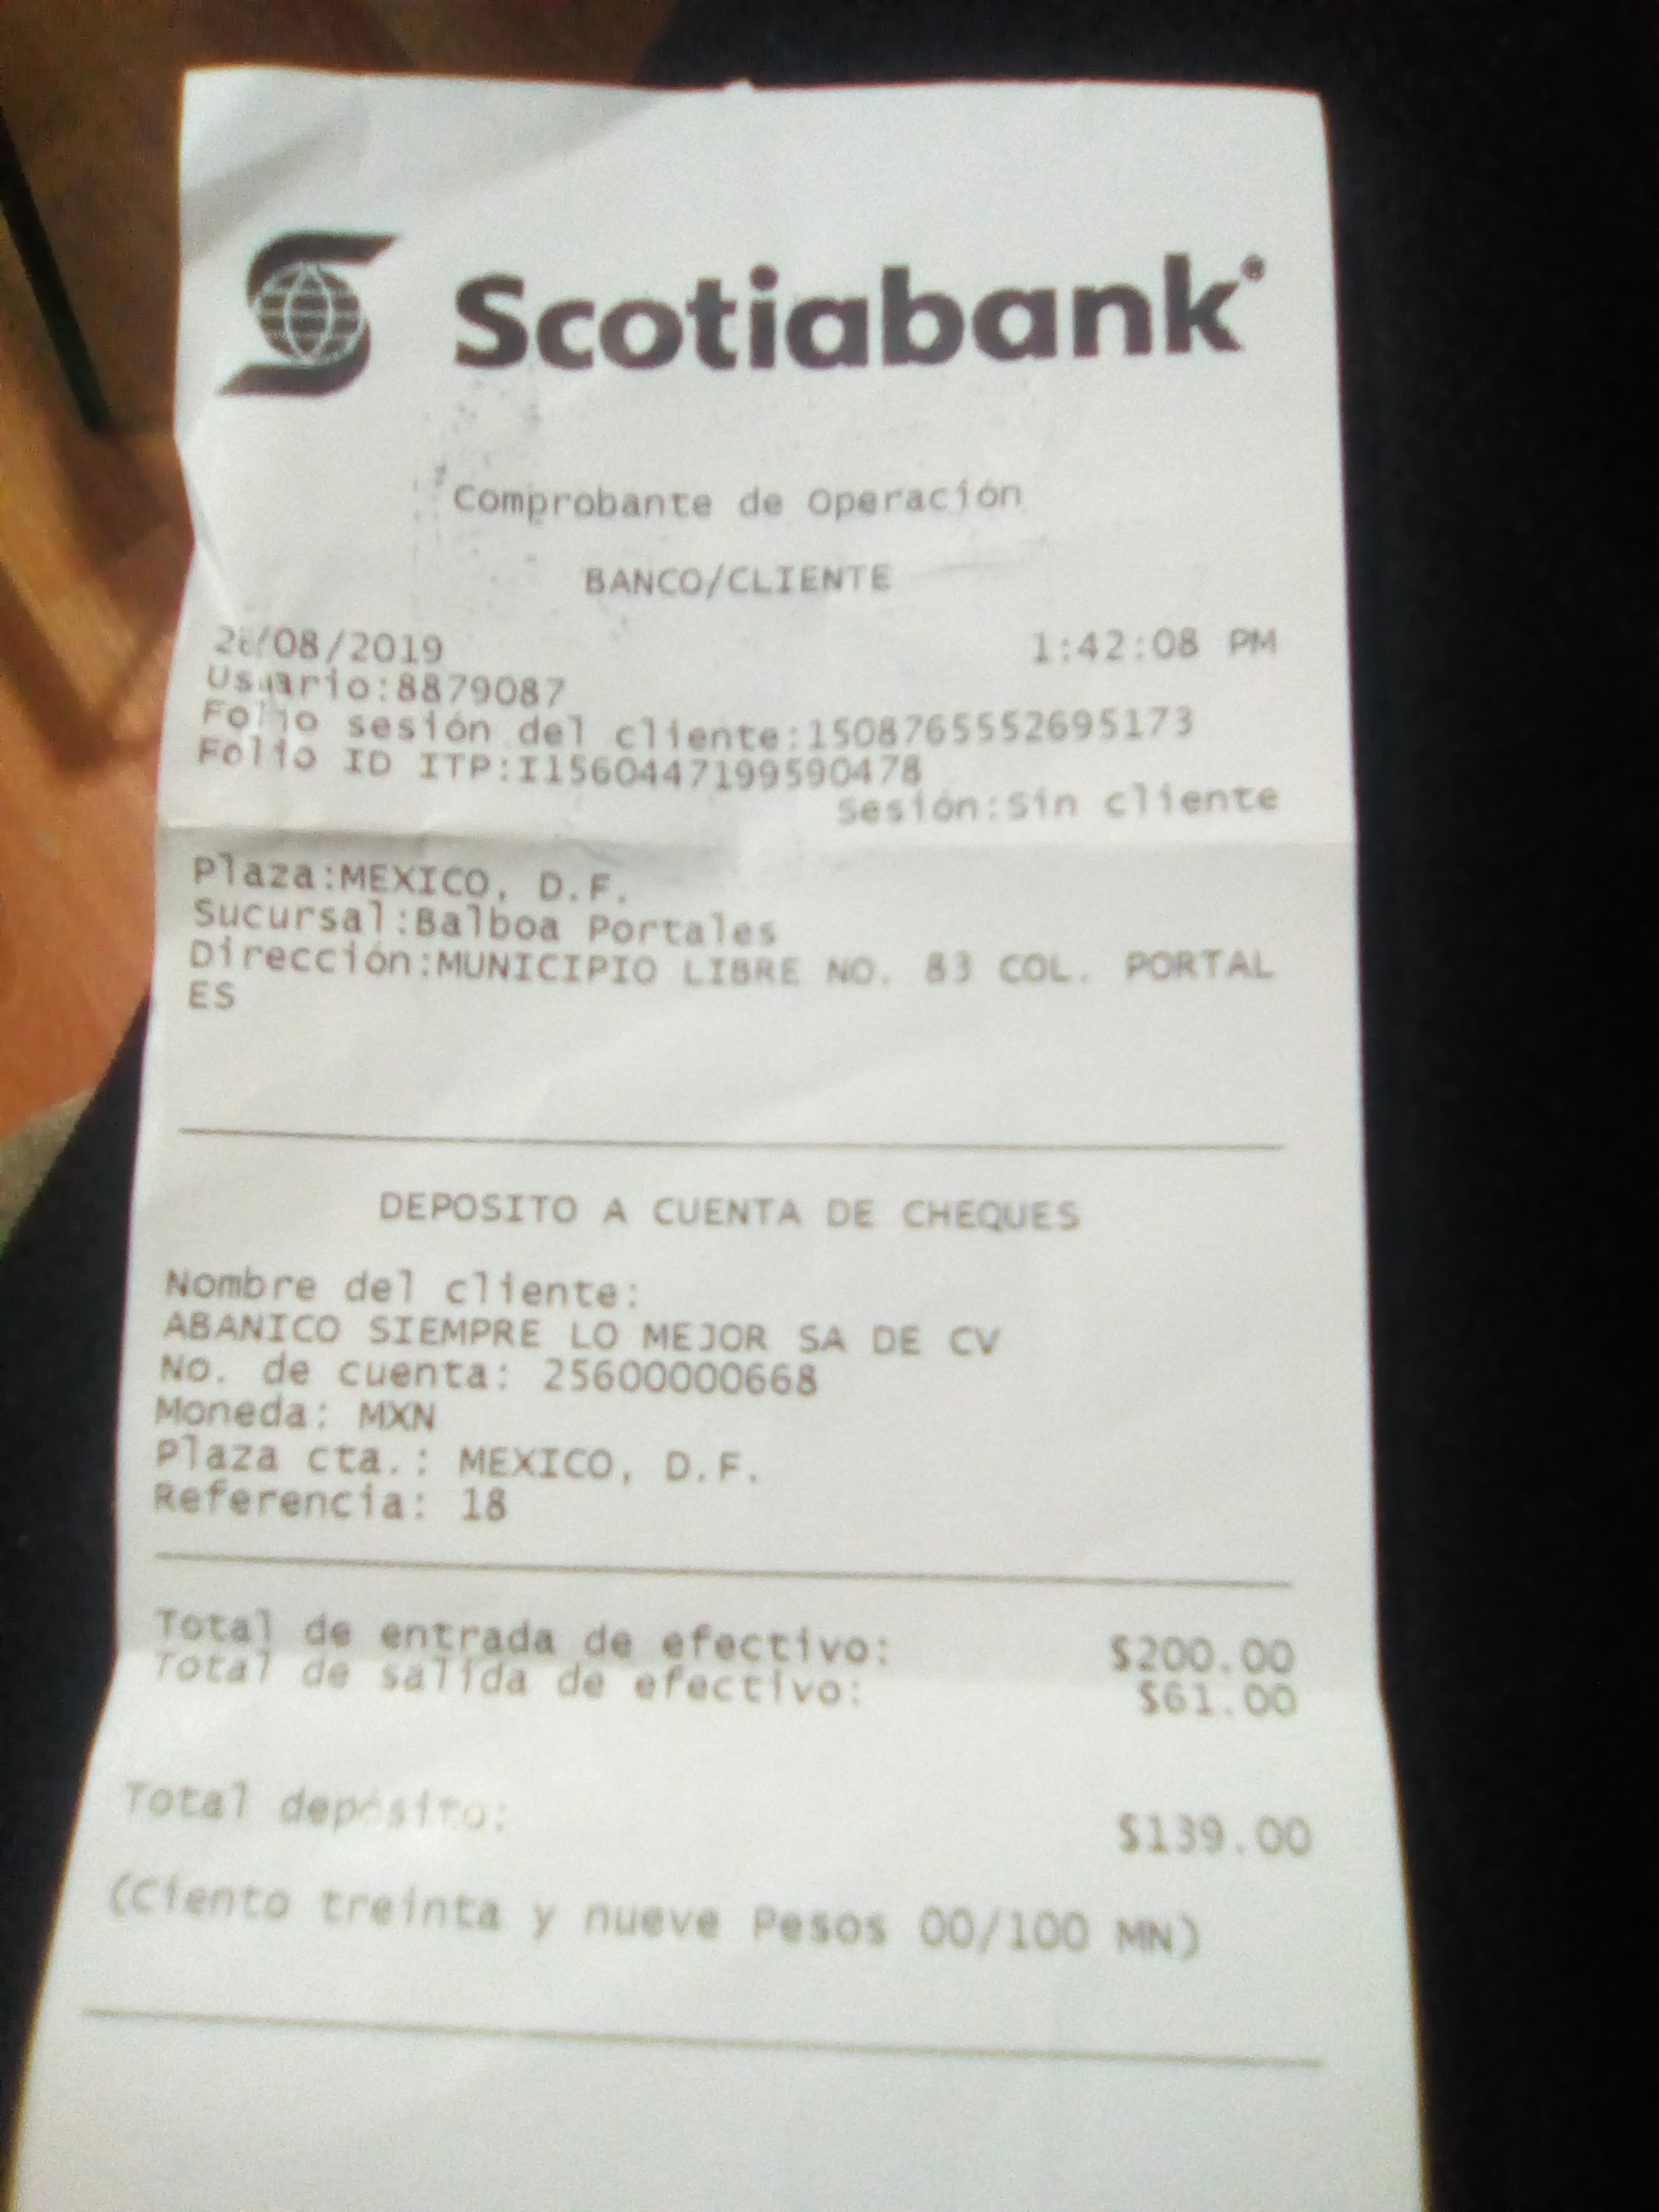 Scotiabank®
Comprobante de Operación
BANCO/CLIENTE
/08/2019 1:42:08 PM
Usuario:8879087
Folio sesión del cliente:1508765552695173
Folio ID ITP:I1560447199590478
Sesión:Sin cliente
Plaza:MEXICO, D.F.
Sucursal:Balboa Portales
Dirección:MUNICIPIO LIBRE NO. 83 COL. PORTAL
ES
DEPOSITO A CUENTA DE CHEQUES
Nombre del cliente:
ABANICO SIEMPRE LO MEJOR SA DE CV
No. de cuenta: 25600000668
Moneda: MXN
Plaza cta.: MEXICO, D.F.
Referencia: 18
Total de entrada de efectivo: $200.00
Total de salida de efectivo: $61.00
Total depósito: $139.00
(Ciento treinta y nueve Pesos 00/100 MN)